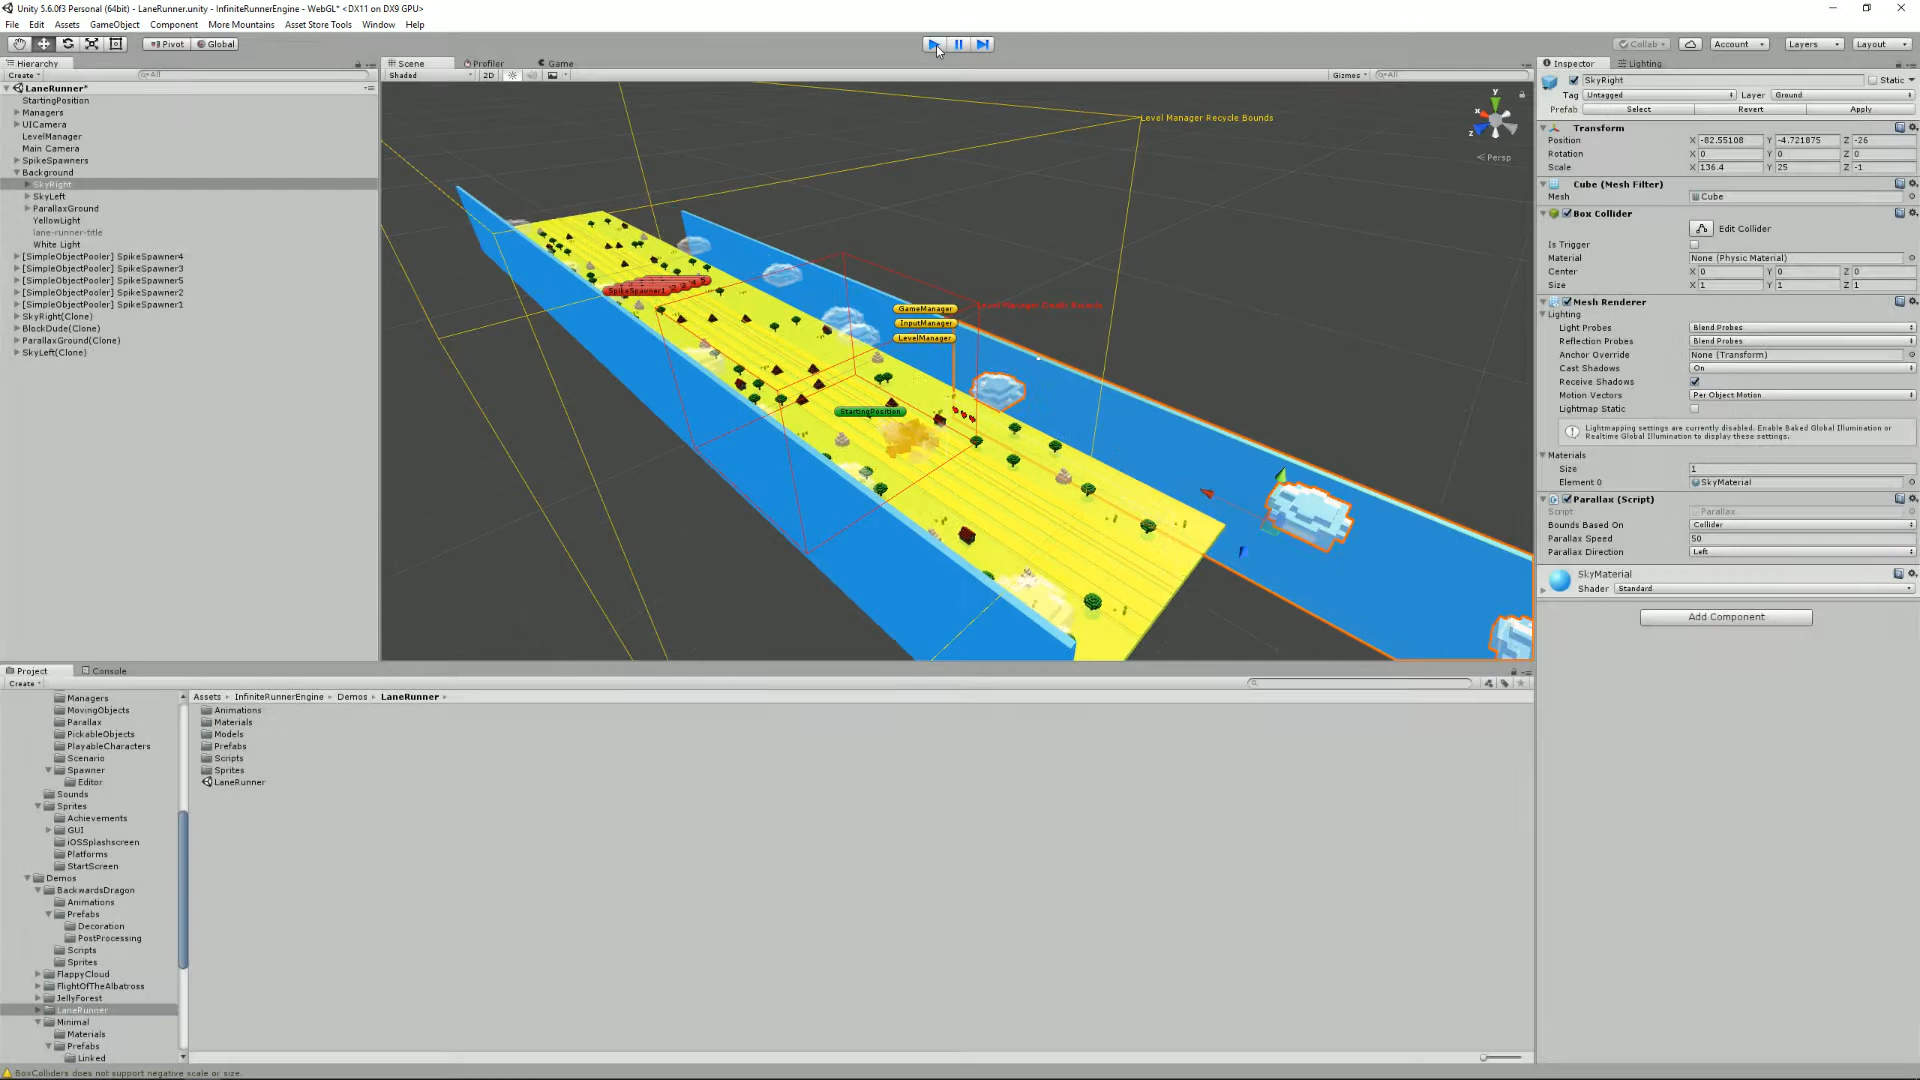 Unity 5.6.0f3 Personal (64bit) - LaneRunner.unity - InfiniteRunnerEngine - WebGL* <DX11 on DX9 GPU>
File Edit Assets GameObject Component More Mountains Asset Store Tools Window Help
Pivot Global Collab Account Layers Layout
Hierarchy
Create All
LaneRunner*
StartingPosition
Managers
UICamera
LevelManager
Main Camera
SpikeSpawners
Background
SkyRight
SkyLeft
ParallaxGround
YellowLight
lane-runner-title
White Light
[SimpleObjectPooler] SpikeSpawner4
[SimpleObjectPooler] SpikeSpawner3
[SimpleObjectPooler] SpikeSpawner5
[SimpleObjectPooler] SpikeSpawner2
[SimpleObjectPooler] SpikeSpawner1
SkyRight(Clone)
BlockDude(Clone)
ParallaxGround(Clone)
SkyLeft(Clone)
Scene Profiler Game
Shaded 2D Gizmos All
Level Manager Recycle Bounds
SpikeSpawner1
GameManager
InputManager
LevelManager
StartingPosition
y
x
z
Persp
Inspector Lighting
SkyRight Static
Tag Untagged Layer Ground
Prefab Select Revert Apply
Transform
Position X -82.55108 Y -4.721875 Z -26
Rotation X 0 Y 0 Z 0
Scale X 136.4 Y 25 Z -1
Cube (Mesh Filter)
Mesh Cube
Box Collider
Edit Collider
Is Trigger
Material None (Physic Material)
Center X 0 Y 0 Z 0
Size X 1 Y 1 Z 1
Mesh Renderer
Lighting
Light Probes Blend Probes
Reflection Probes Blend Probes
Anchor Override None (Transform)
Cast Shadows On
Receive Shadows
Motion Vectors Per Object Motion
Lightmap Static
Lightmapping settings are currently disabled. Enable Baked Global Illumination or
Realtime Global Illumination to display these settings.
Materials
Size 1
Element 0 SkyMaterial
Parallax (Script)
Script Parallax
Bounds Based On Collider
Parallax Speed 50
Parallax Direction Left
SkyMaterial
Shader Standard
Add Component
Project Console
Create
Managers
MovingObjects
Parallax
PickableObjects
PlayableCharacters
Scenario
Spawner
Editor
Sounds
Sprites
Achievements
GUI
iOSSplashscreen
Platforms
StartScreen
Demos
BackwardsDragon
Animations
Prefabs
Decoration
PostProcessing
Scripts
Sprites
FlappyCloud
FlightOfTheAlbatross
JellyForest
LaneRunner
Minimal
Materials
Prefabs
Linked
Assets InfiniteRunnerEngine Demos LaneRunner
Animations
Materials
Models
Prefabs
Scripts
Sprites
LaneRunner
BoxColliders does not support negative scale or size.